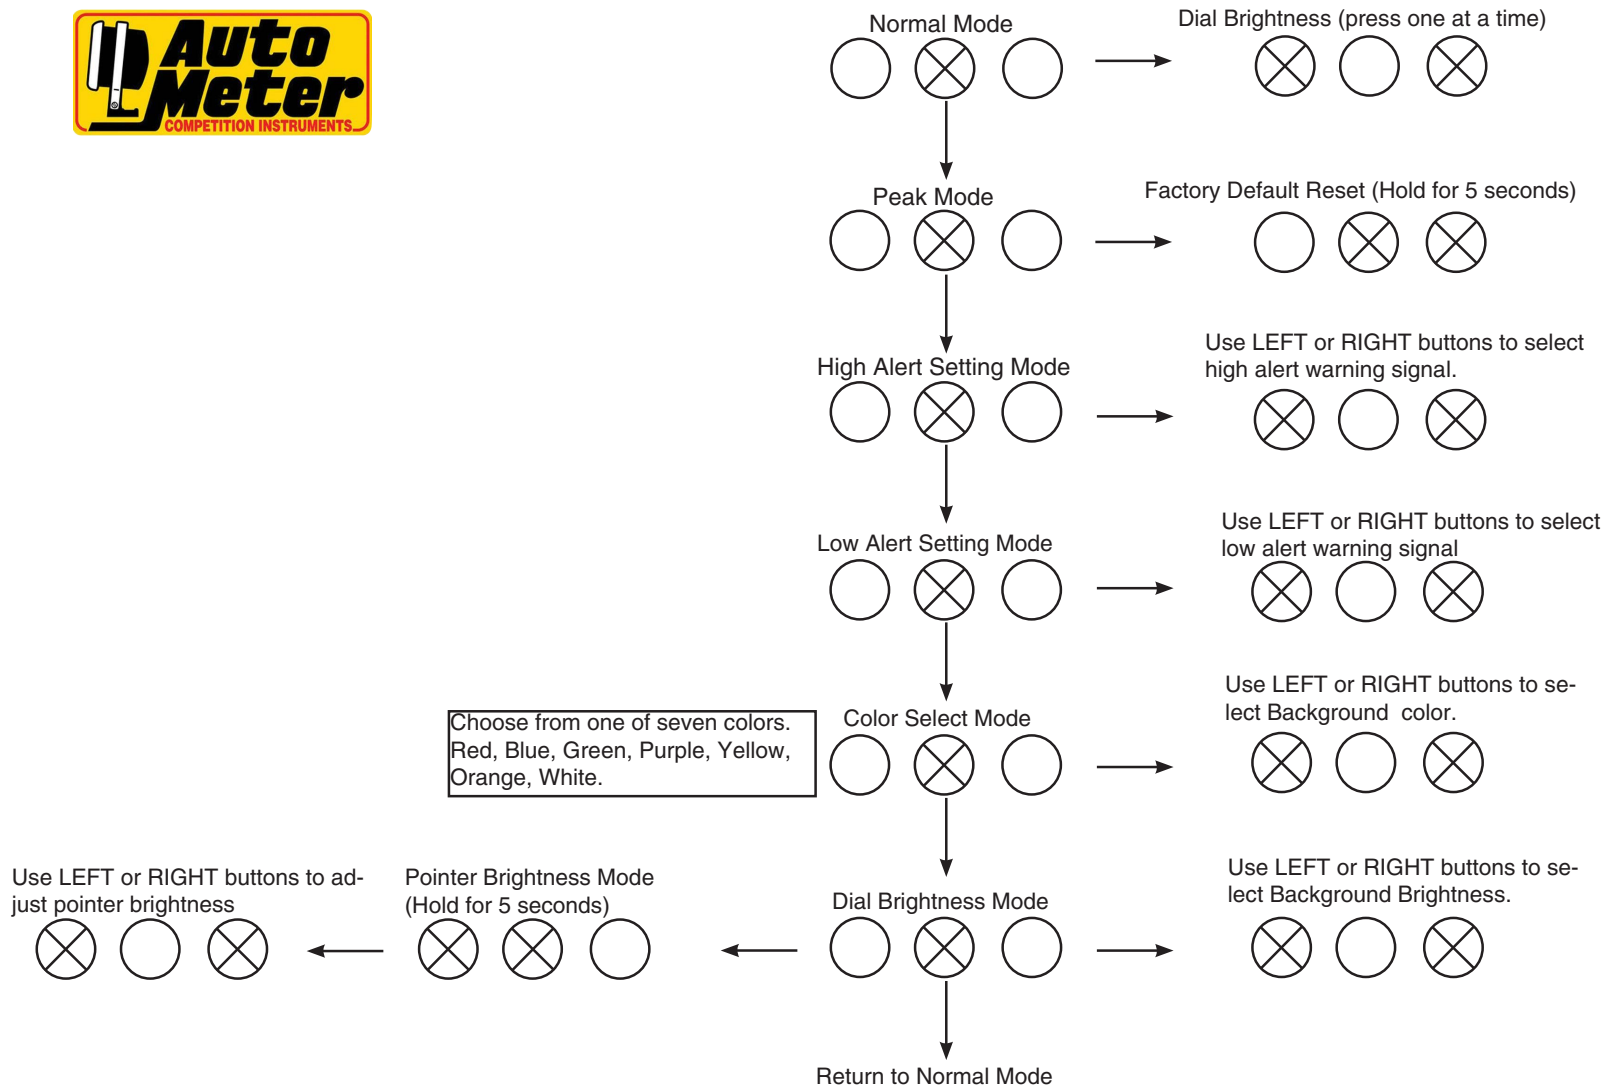 Auto
Meter
COMPETITION INSTRUMENTS
Normal Mode
Dial Brightness (press one at a time)
Peak Mode
Factory Default Reset (Hold for 5 seconds)
High Alert Setting Mode
Use LEFT or RIGHT buttons to select
high alert warning signal.
Low Alert Setting Mode
Use LEFT or RIGHT buttons to select
low alert warning signal
Choose from one of seven colors.
Red, Blue, Green, Purple, Yellow,
Orange, White.
Color Select Mode
Use LEFT or RIGHT buttons to se-
lect Background  color.
Use LEFT or RIGHT buttons to ad-
just pointer brightness
Pointer Brightness Mode
(Hold for 5 seconds)
Dial Brightness Mode
Use LEFT or RIGHT buttons to se-
lect Background Brightness.
Return to Normal Mode